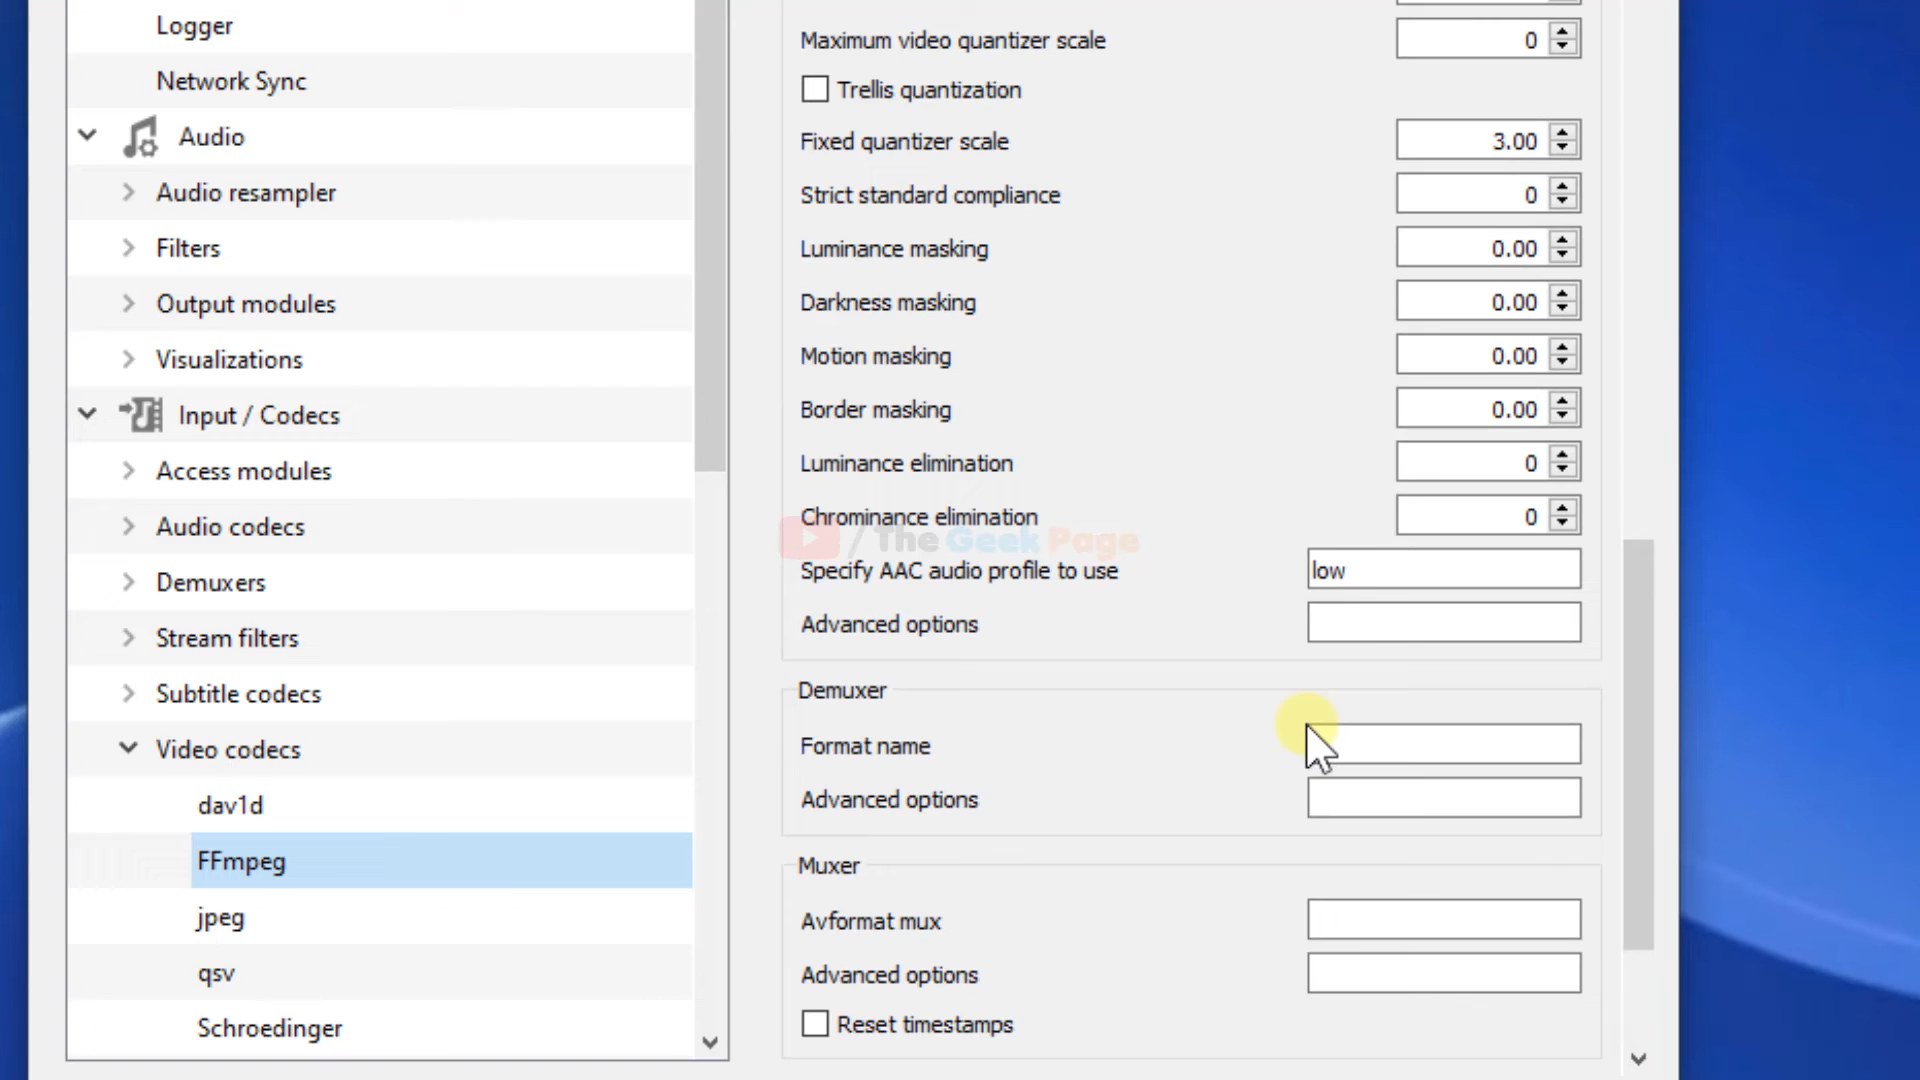 Logger
Network Sync
Audio
Audio resampler
Filters
Output modules
Visualizations
Input / Codecs
Access modules
Audio codecs
Demuxers
Stream filters
Subtitle codecs
Video codecs
dav1d
FFmpeg
jpeg
qsv
Schroedinger
Maximum video quantizer scale 0
Trellis quantization
Fixed quantizer scale 3.00
Strict standard compliance 0
Luminance masking 0.00
Darkness masking 0.00
Motion masking 0.00
Border masking 0.00
Luminance elimination 0
Chrominance elimination 0
/The Geek Page
Specify AAC audio profile to use low
Advanced options
Demuxer
Format name
Advanced options
Muxer
Avformat mux
Advanced options
Reset timestamps